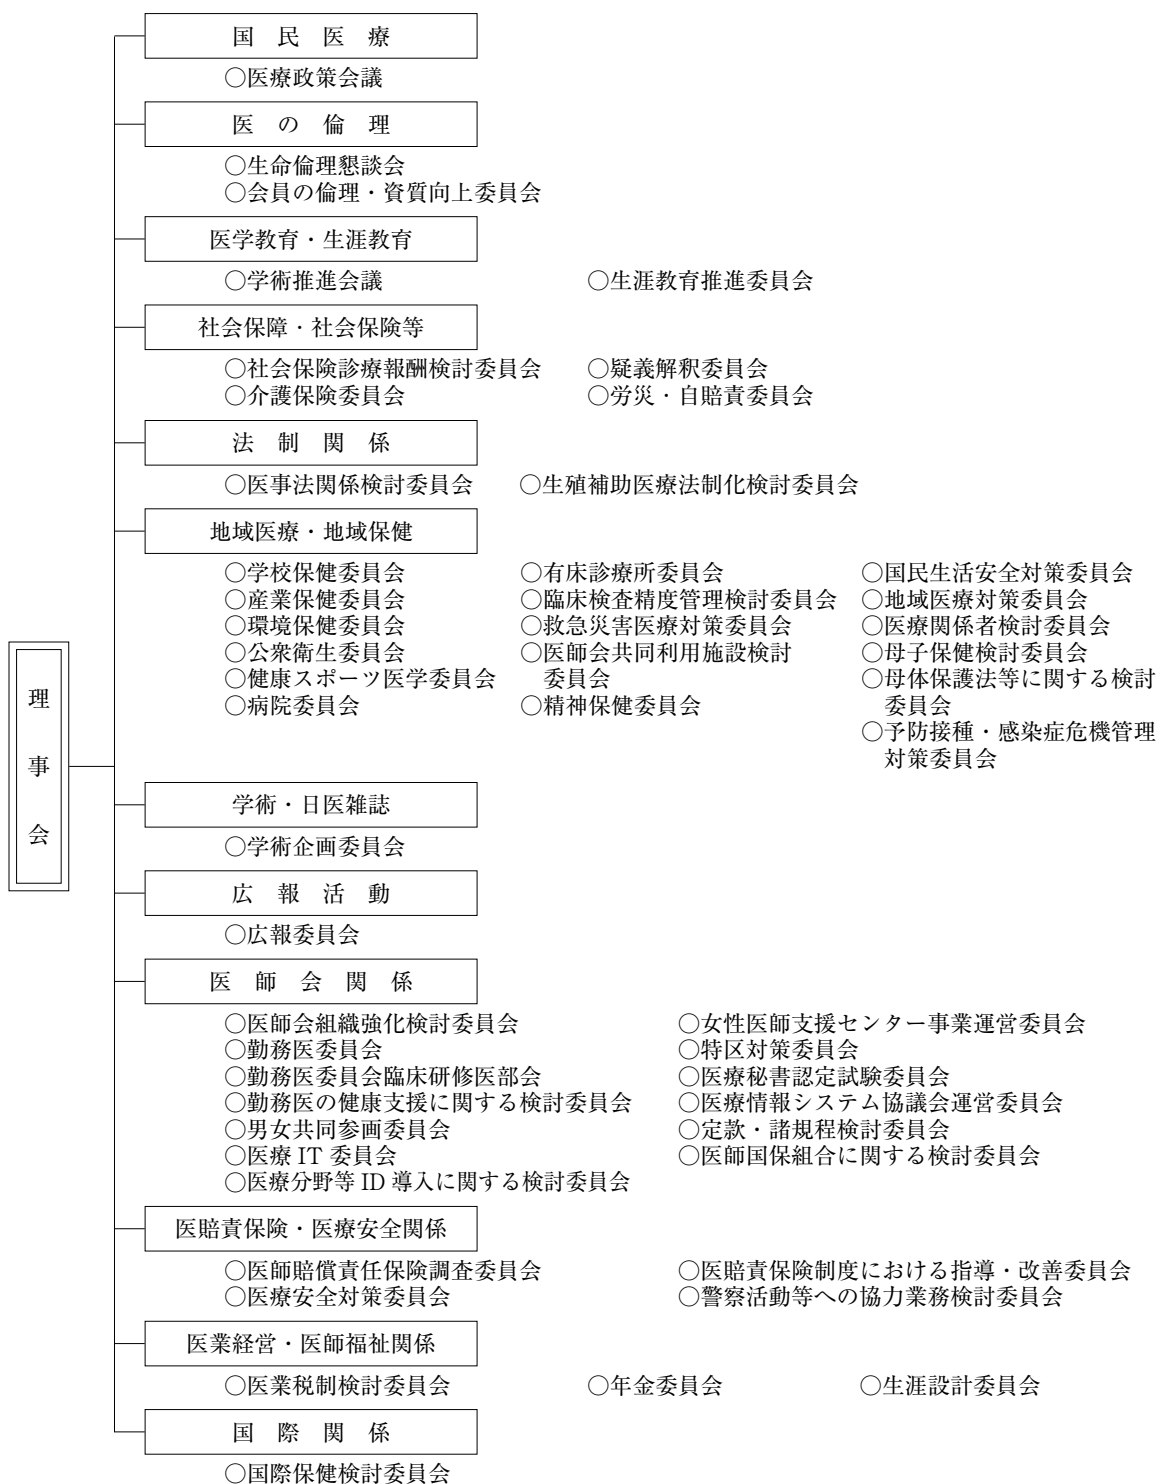 国民医療
○医療政策会議
医の倫理
○生命倫理懇談会
○会員の倫理・資質向上委員会
医学教育・生涯教育
○学術推進会議 ○生涯教育推進委員会
社会保障・社会保険等
○社会保険診療報酬検討委員会 ○疑義解釈委員会
○介護保険委員会 ○労災・自賠責委員会
法制関係
○医事法関係検討委員会 ○生殖補助医療法制化検討委員会
地域医療・地域保健
○学校保健委員会 ○有床診療所委員会 ○国民生活安全対策委員会
○産業保健委員会 ○臨床検査精度管理検討委員会 ○地域医療対策委員会
○環境保健委員会 ○救急災害医療対策委員会 ○医療関係者検討委員会
○公衆衛生委員会 ○医師会共同利用施設検討 ○母子保健検討委員会
○健康スポーツ医学委員会 委員会 ○母体保護法等に関する検討
○病院委員会 ○精神保健委員会 委員会
○予防接種・感染症危機管理
対策委員会
理事会
学術・日医雑誌
○学術企画委員会
広報活動
○広報委員会
医師会関係
○医師会組織強化検討委員会 ○女性医師支援センター事業運営委員会
○勤務医委員会 ○特区対策委員会
○勤務医委員会臨床研修医部会 ○医療秘書認定試験委員会
○勤務医の健康支援に関する検討委員会 ○医療情報システム協議会運営委員会
○男女共同参画委員会 ○定款・諸規程検討委員会
○医療 IT 委員会 ○医師国保組合に関する検討委員会
○医療分野等 ID 導入に関する検討委員会
医賠責保険・医療安全関係
○医師賠償責任保険調査委員会 ○医賠責保険制度における指導・改善委員会
○医療安全対策委員会 ○警察活動等への協力業務検討委員会
医業経営・医師福祉関係
○医業税制検討委員会 ○年金委員会 ○生涯設計委員会
国際関係
○国際保健検討委員会